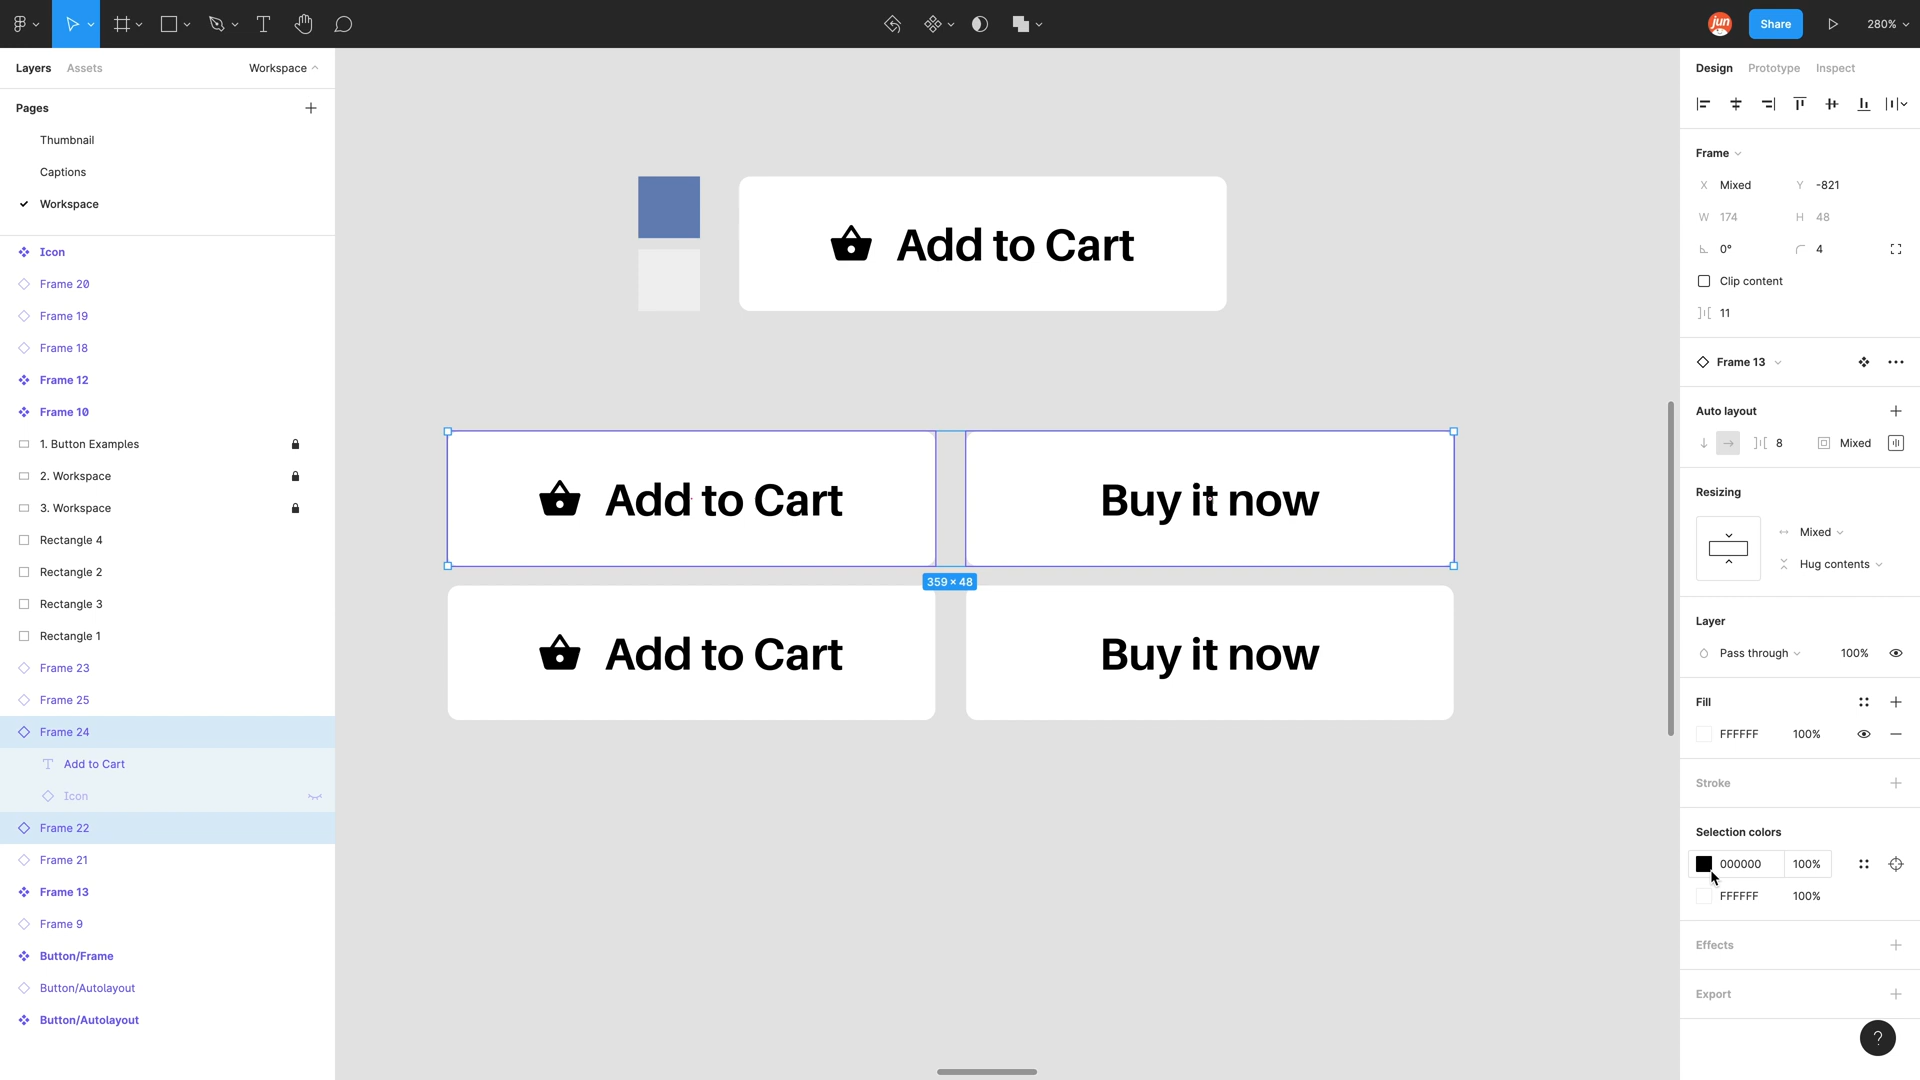 jun
Share
280%
Layers
Assets
Workspace
Design
Prototype
Inspect
Pages
Thumbnail
Captions
Workspace
Icon
Frame 20
Frame 19
Frame 18
Frame 12
Frame 10
1. Button Examples
2. Workspace
3. Workspace
Rectangle 4
Rectangle 2
Rectangle 3
Rectangle 1
Frame 23
Frame 25
Frame 24
Add to Cart
Icon
Frame 22
Frame 21
Frame 13
Frame 9
Button/Frame
Button/Autolayout
Button/Autolayout
Add to Cart
Add to Cart
Buy it now
359 × 48
Add to Cart
Buy it now
Frame
X Mixed Y -821
W 174 H 48
0° 4
Clip content
11
Frame 13
Auto layout
8 Mixed
Resizing
Mixed
Hug contents
Layer
Pass through 100%
Fill
FFFFFF 100%
Stroke
Selection colors
000000 100%
FFFFFF 100%
Effects
Export
?